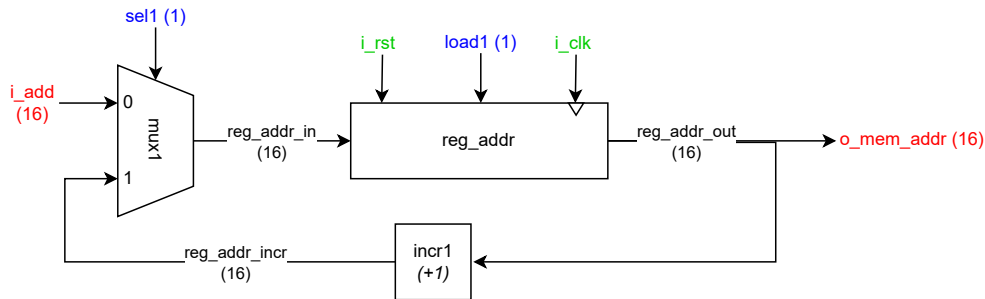 sel1 (1)
i_rst
load1 (1)
i_clk
i_add
(16)
0
mux1
1
reg_addr_in
(16)
reg_addr
reg_addr_out
(16)
o_mem_addr (16)
reg_addr_incr
(16)
incr1
(+1)